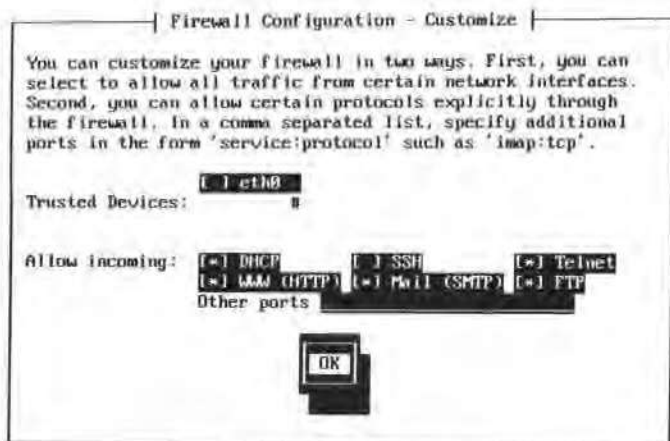 Firewall Configuration - Customize
You can customize your firewall in two ways. First, you can
select to allow all traffic from certain network interfaces.
Second, you can allow certain protocols explicitly through
the firewall. In a comma separated list, specify additional
ports in the form 'service:protocol' such as 'imap:tcp'.
[ ] eth0
Trusted Devices:
Allow incoming: [*] DHCP [ ] SSH [*] Telnet
[*] WWW (HTTP) [*] Mail (SMTP) [*] FTP
Other ports
OK